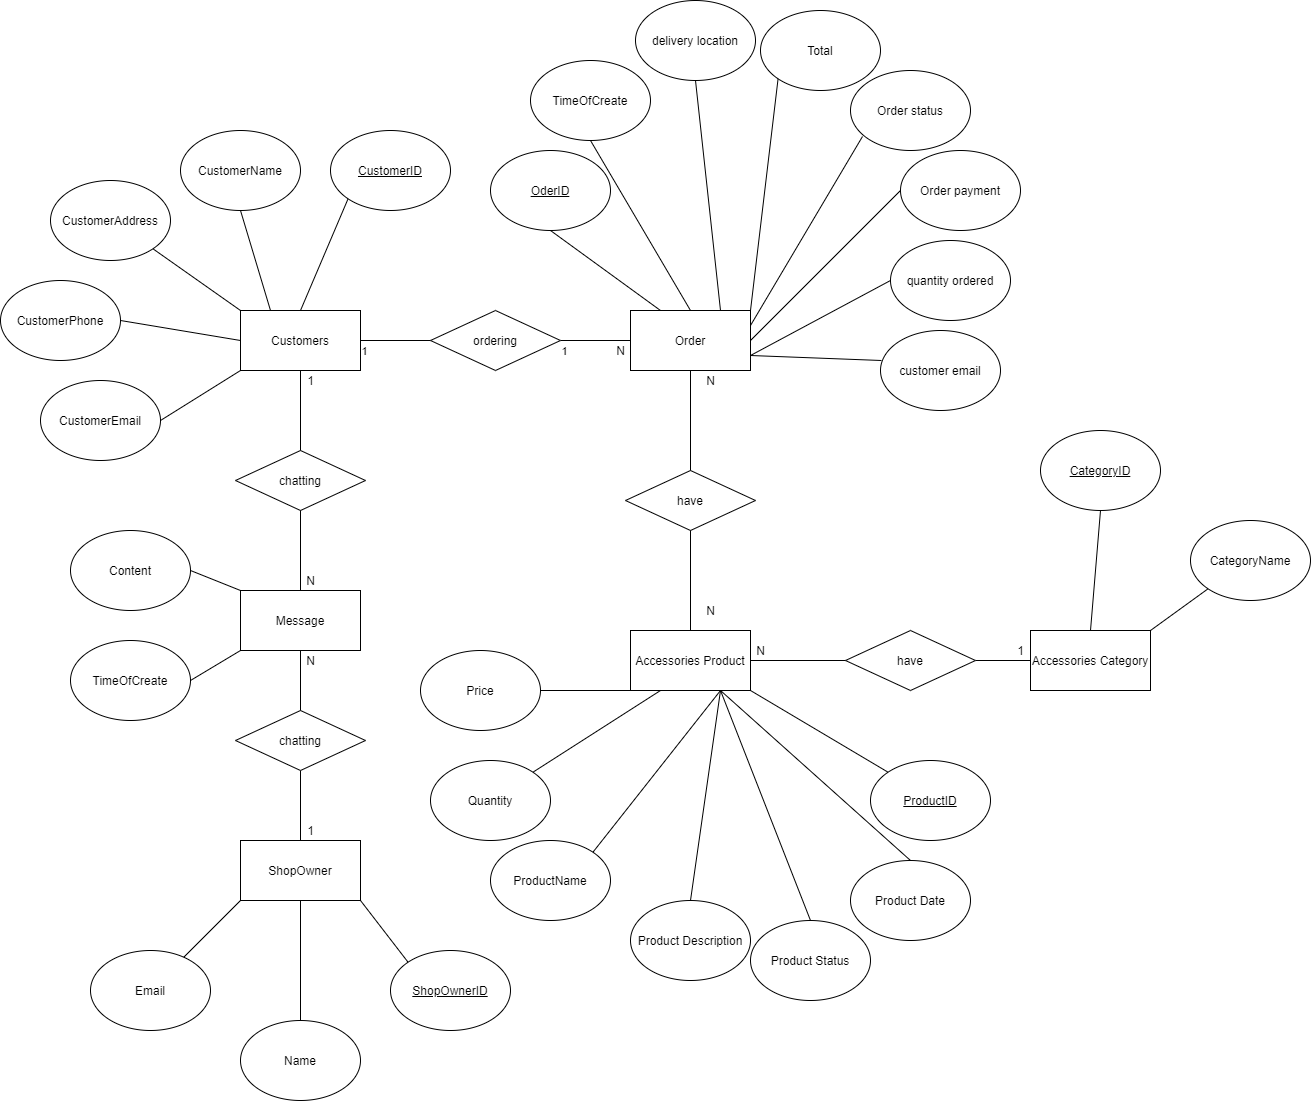 delivery location
Total
TimeOfCreate
Order status
CustomerName
CustomerID
OderID
Order payment
CustomerAddress
quantity ordered
CustomerPhone
Customers
ordering
Order
1
1
N
customer email
1
N
CustomerEmail
CategoryID
chatting
have
CategoryName
Content
N
N
Message
N
1
N
Accessories Product
have
Accessories Category
TimeOfCreate
Price
chatting
Quantity
ProductID
1
ShopOwner
ProductName
Product Date
Product Description
Product Status
Email
ShopOwnerID
Name